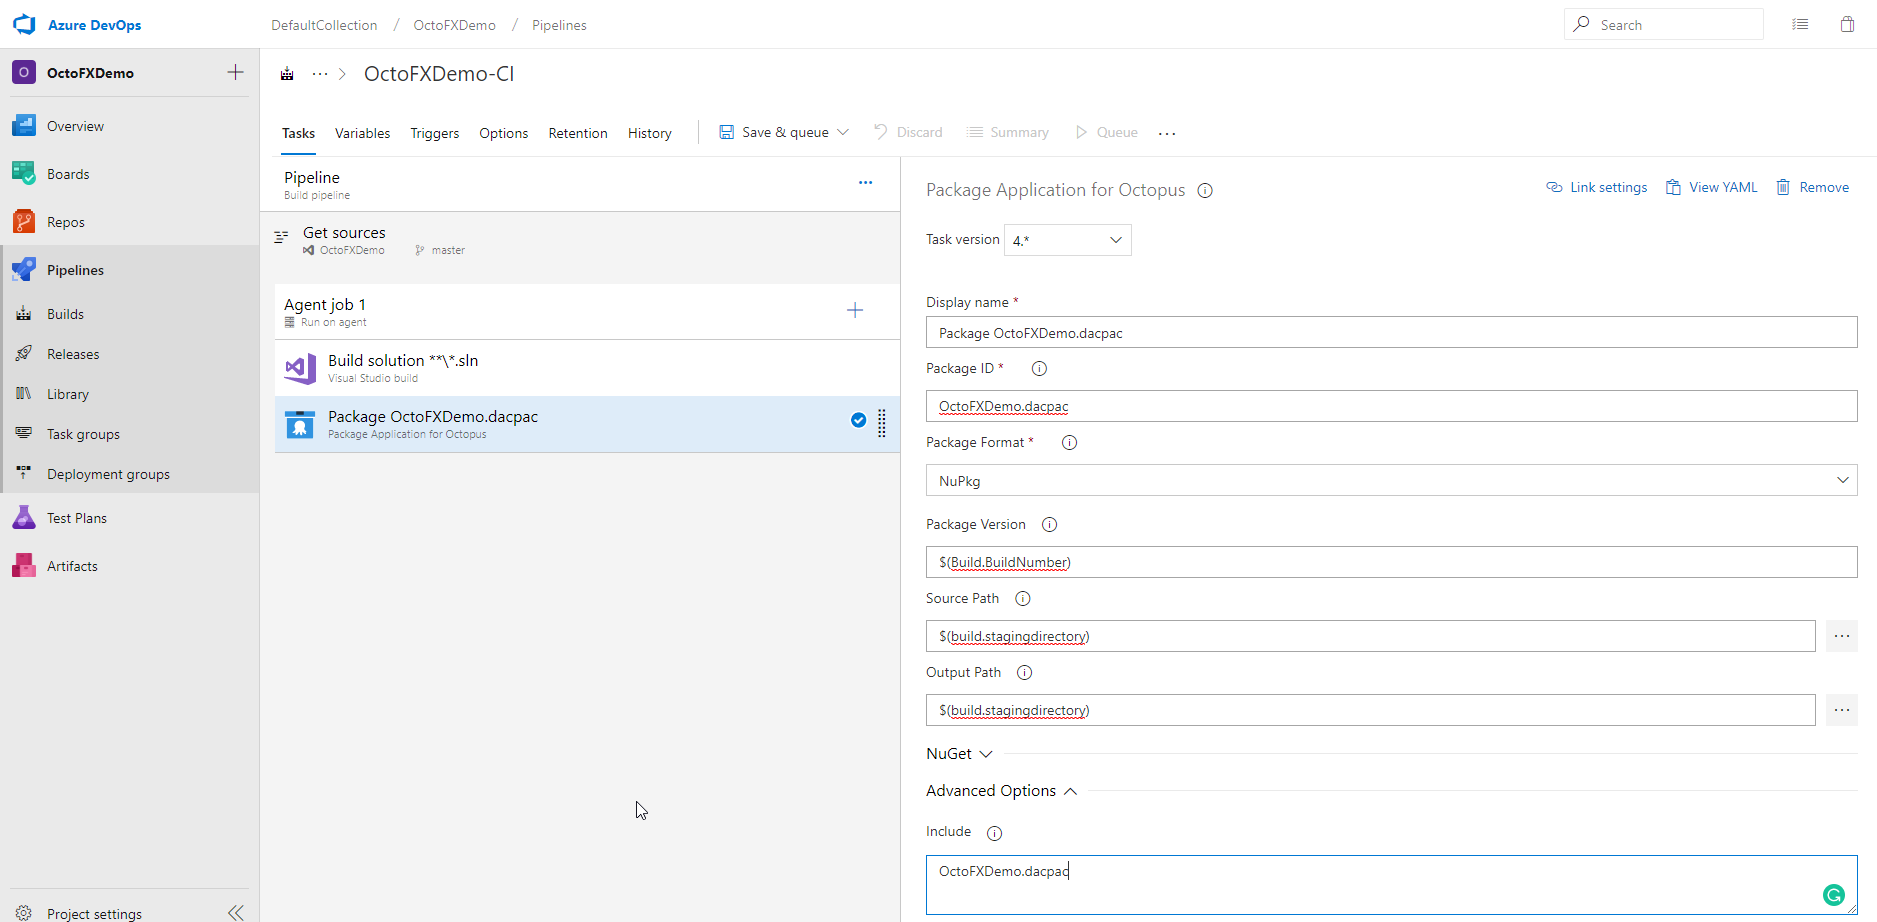 Azure DevOps
DefaultCollection / OctoFXDemo / Pipelines
Search
O OctoFXDemo
Overview
Boards
Repos
Pipelines
Builds
Releases
Library
Task groups
Deployment groups
Test Plans
Artifacts
Project settings
··· > OctoFXDemo-CI
Tasks Variables Triggers Options Retention History Save & queue Discard Summary Queue ···
Pipeline
Build pipeline
Get sources
OctoFXDemo master
Agent job 1
Run on agent
Build solution **\*.sln
Visual Studio build
Package OctoFXDemo.dacpac
Package Application for Octopus
Package Application for Octopus
Link settings View YAML Remove
Task version 4.*
Display name *
Package OctoFXDemo.dacpac
Package ID *
OctoFXDemo.dacpac
Package Format *
NuPkg
Package Version
$(Build.BuildNumber)
Source Path
$(build.stagingdirectory)
Output Path
$(build.stagingdirectory)
NuGet
Advanced Options
Include
OctoFXDemo.dacpac